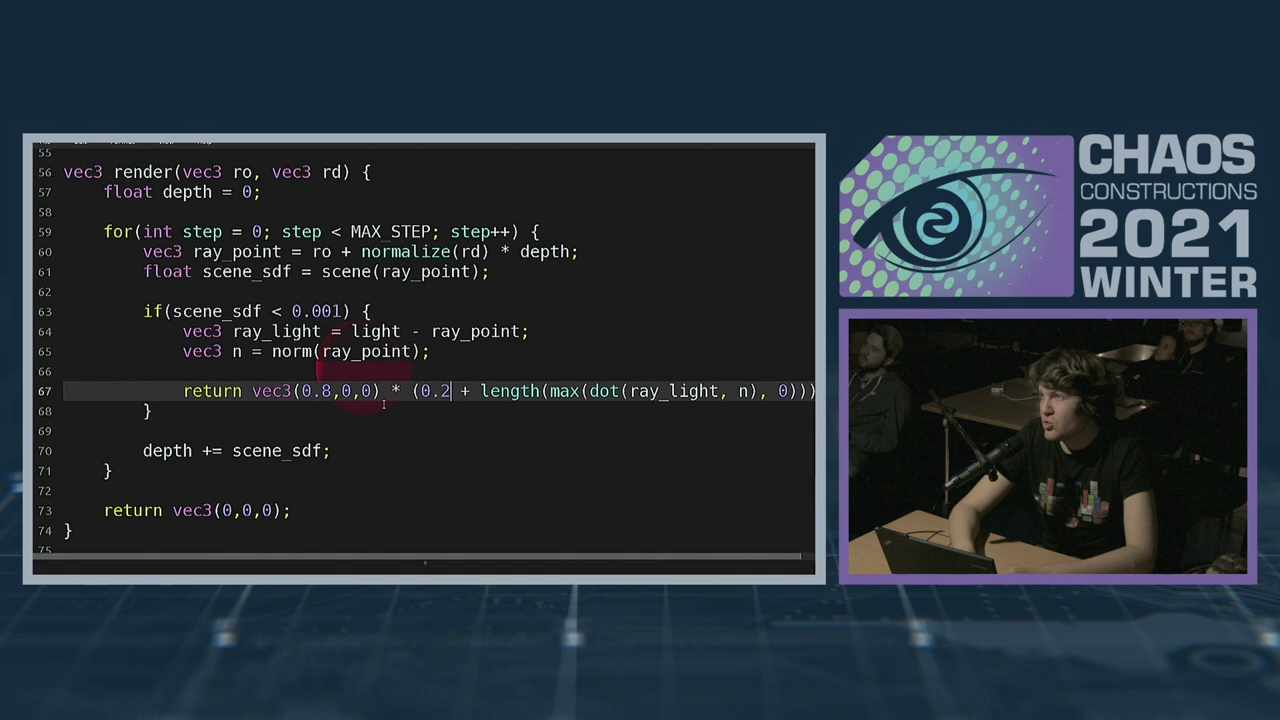 55
56 vec3 render(vec3 ro, vec3 rd) {
57     float depth = 0;
58
59     for(int step = 0; step < MAX_STEP; step++) {
60         vec3 ray_point = ro + normalize(rd) * depth;
61         float scene_sdf = scene(ray_point);
62
63         if(scene_sdf < 0.001) {
64             vec3 ray_light = light - ray_point;
65             vec3 n = norm(ray_point);
66
67             return vec3(0.8,0,0) * (0.2 + length(max(dot(ray_light, n), 0)))
68         }
69
70         depth += scene_sdf;
71     }
72
73     return vec3(0,0,0);
74 }
75
CHAOS
CONSTRUCTIONS
2021
WINTER